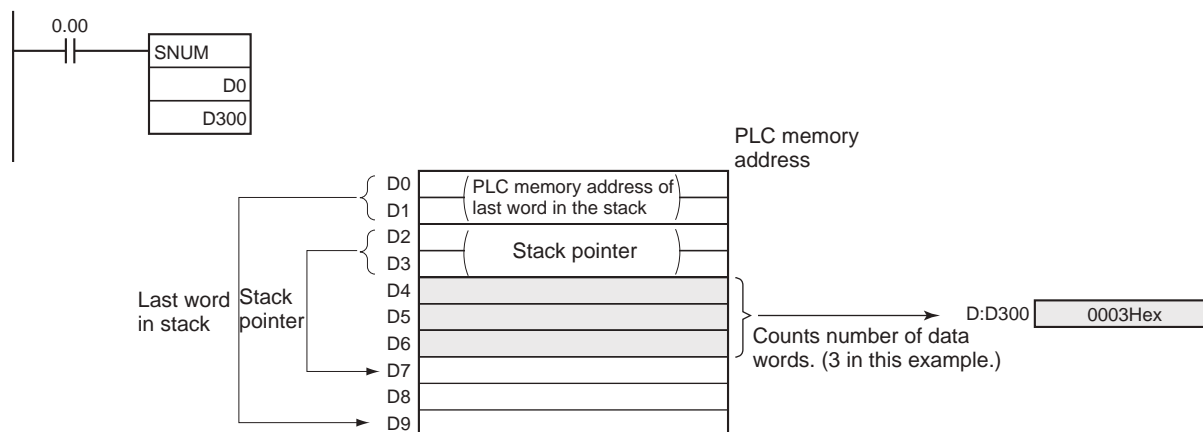 0.00
SNUM
D0
D300
PLC memory
address
D0
D1
D2
D3
D4
D5
D6
D7
D8
D9
PLC memory address of
last word in the stack
Stack pointer
Last word
in stack
Stack
pointer
Counts number of data
words. (3 in this example.)
D:D300
0003Hex